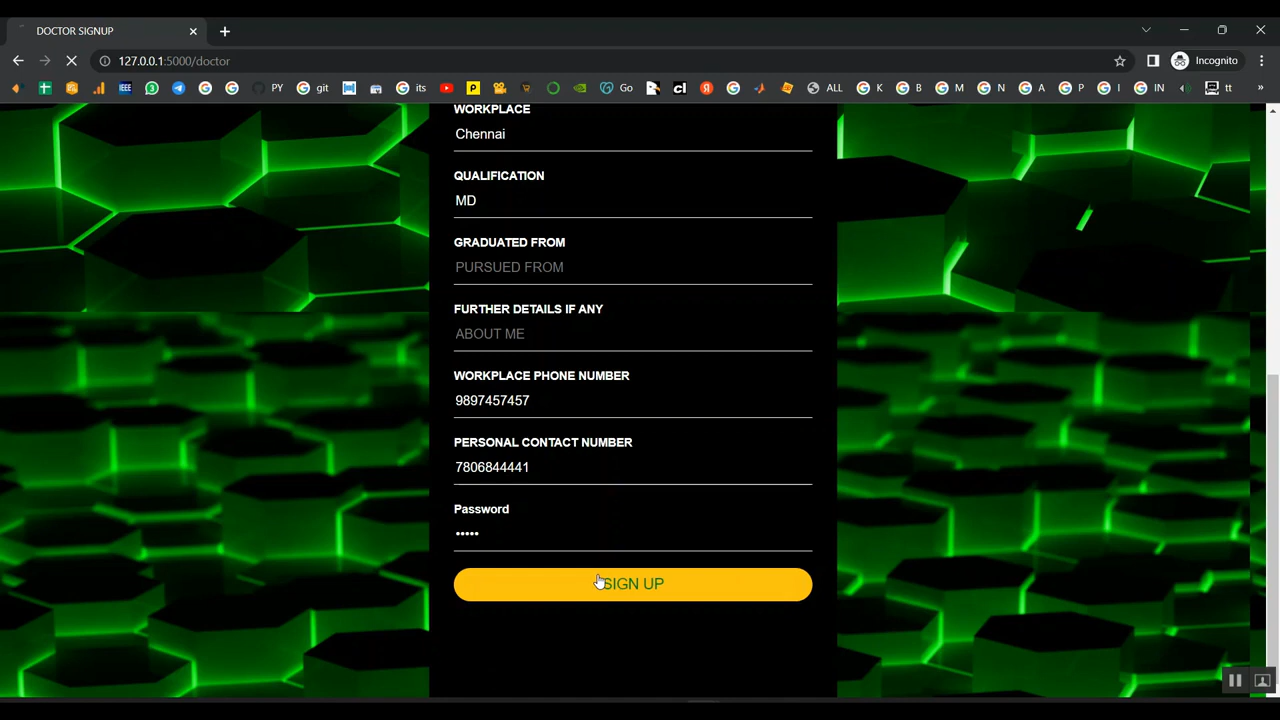 DOCTOR SIGNUP
127.0.0.1:5000/doctor
Incognito
IEEE
PY
git
its
Go
ALL
K
B
M
N
A
P
I
IN
tt
WORKPLACE
Chennai
QUALIFICATION
MD
GRADUATED FROM
PURSUED FROM
FURTHER DETAILS IF ANY
ABOUT ME
WORKPLACE PHONE NUMBER
9897457457
PERSONAL CONTACT NUMBER
7806844441
Password
•••••
SIGN UP